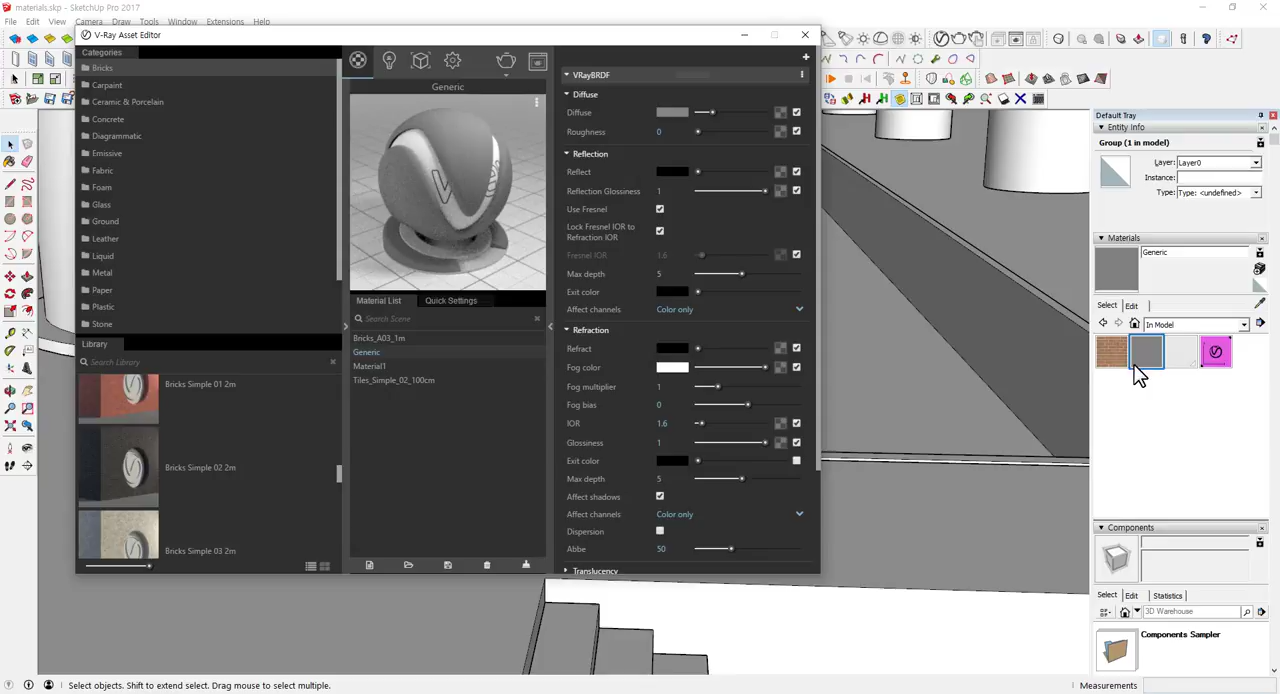 materials.skp - SketchUp Pro 2017
File Edit View Camera Draw Tools Window Extensions Help
V-Ray Asset Editor
Categories
Bricks
Carpaint
Ceramic & Porcelain
Concrete
Diagrammatic
Emissive
Fabric
Foam
Glass
Ground
Leather
Liquid
Metal
Paper
Plastic
Stone
Library
Search Library
Bricks Simple 01 2m
Bricks Simple 02 2m
Bricks Simple 03 2m
Generic
Material List Quick Settings
Search Scene
Bricks_A03_1m
Generic
Material1
Tiles_Simple_02_100cm
VRayBRDF
Diffuse
Diffuse
Roughness 0
Reflection
Reflect
Reflection Glossiness 1
Use Fresnel
Lock Fresnel IOR to
Refraction IOR
Fresnel IOR 1.6
Max depth 5
Exit color
Affect channels Color only
Refraction
Refract
Fog color
Fog multiplier 1
Fog bias 0
IOR 1.6
Glossiness 1
Exit color
Max depth 5
Affect shadows
Affect channels Color only
Dispersion
Abbe 50
Translucency
Default Tray
Entity Info
Group (1 in model)
Layer: Layer0
Instance:
Type: Type: <undefined>
Materials
Generic
Select Edit
In Model
Components
Select Edit Statistics
3D Warehouse
Components Sampler
Select objects. Shift to extend select. Drag mouse to select multiple.
Measurements